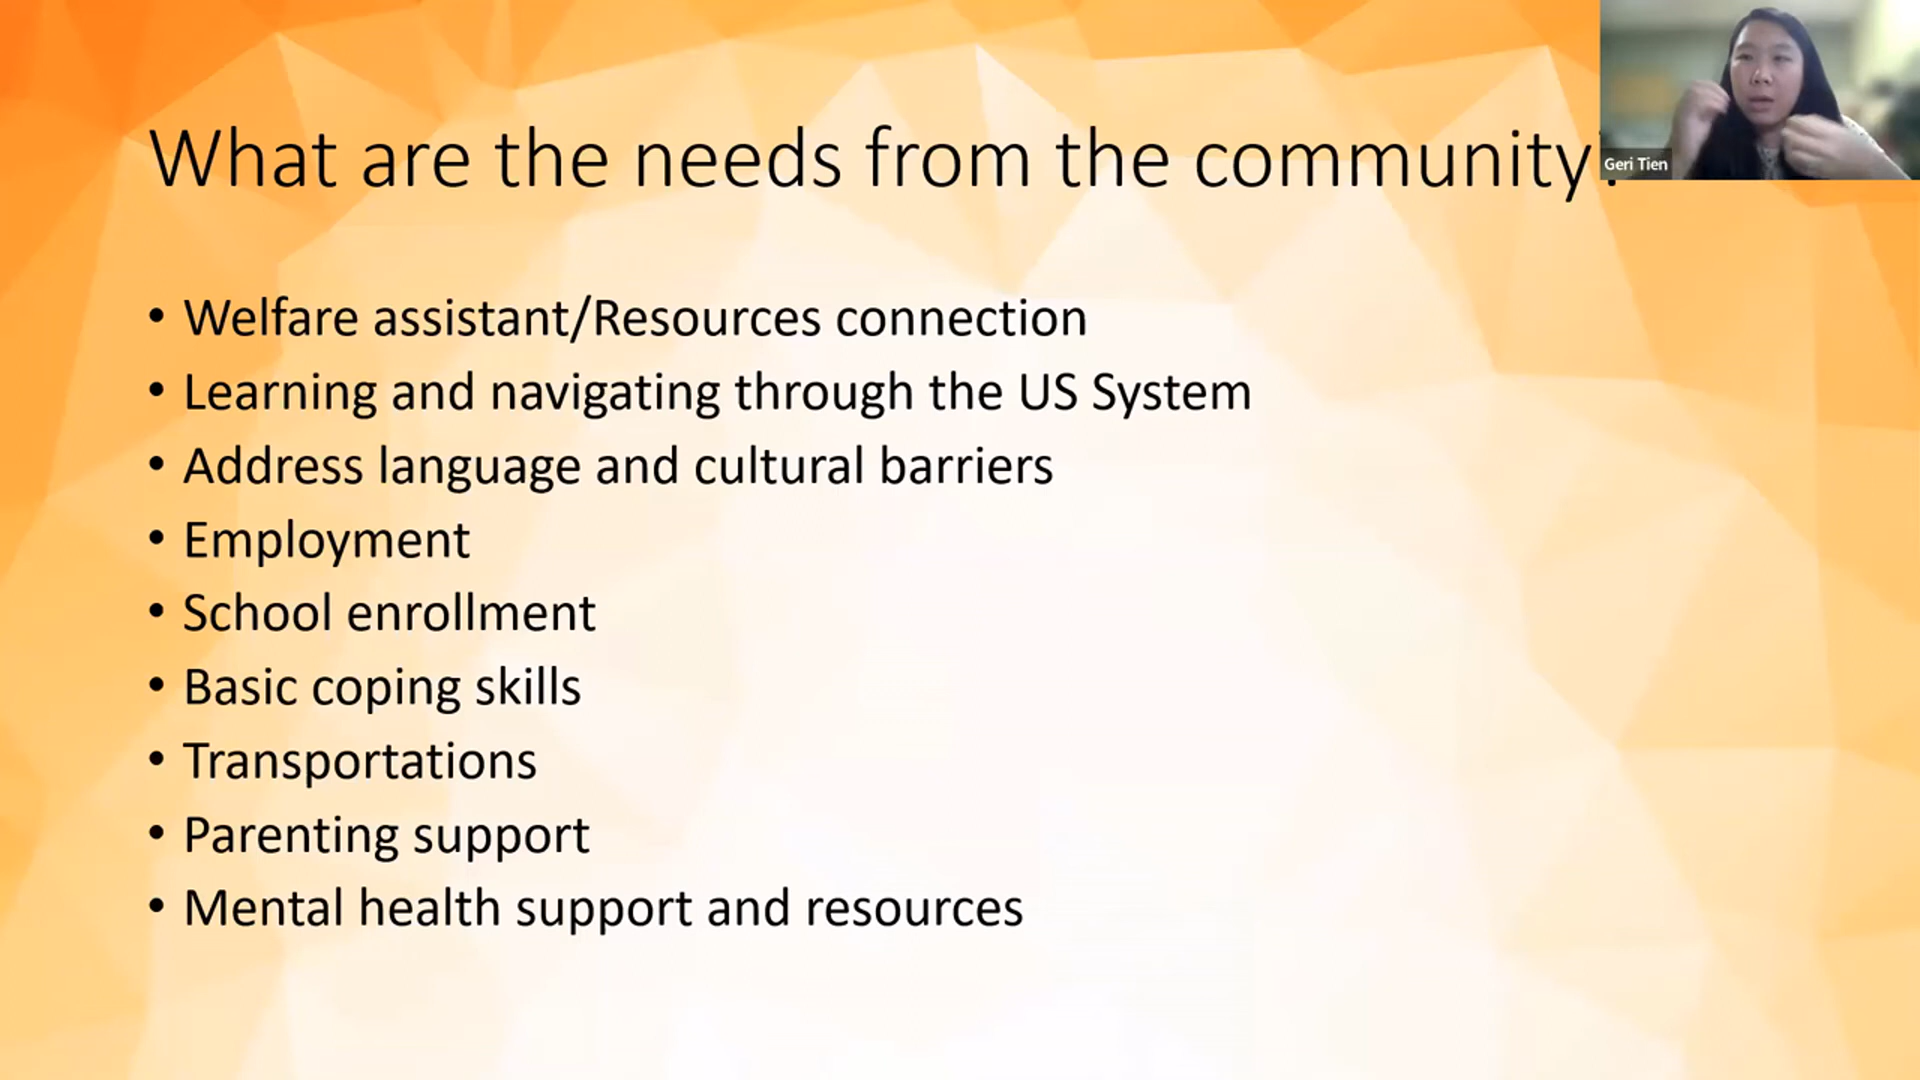 What are the needs from the community?
Geri Tien
• Welfare assistant/Resources connection
• Learning and navigating through the US System
• Address language and cultural barriers
• Employment
• School enrollment
• Basic coping skills
• Transportations
• Parenting support
• Mental health support and resources